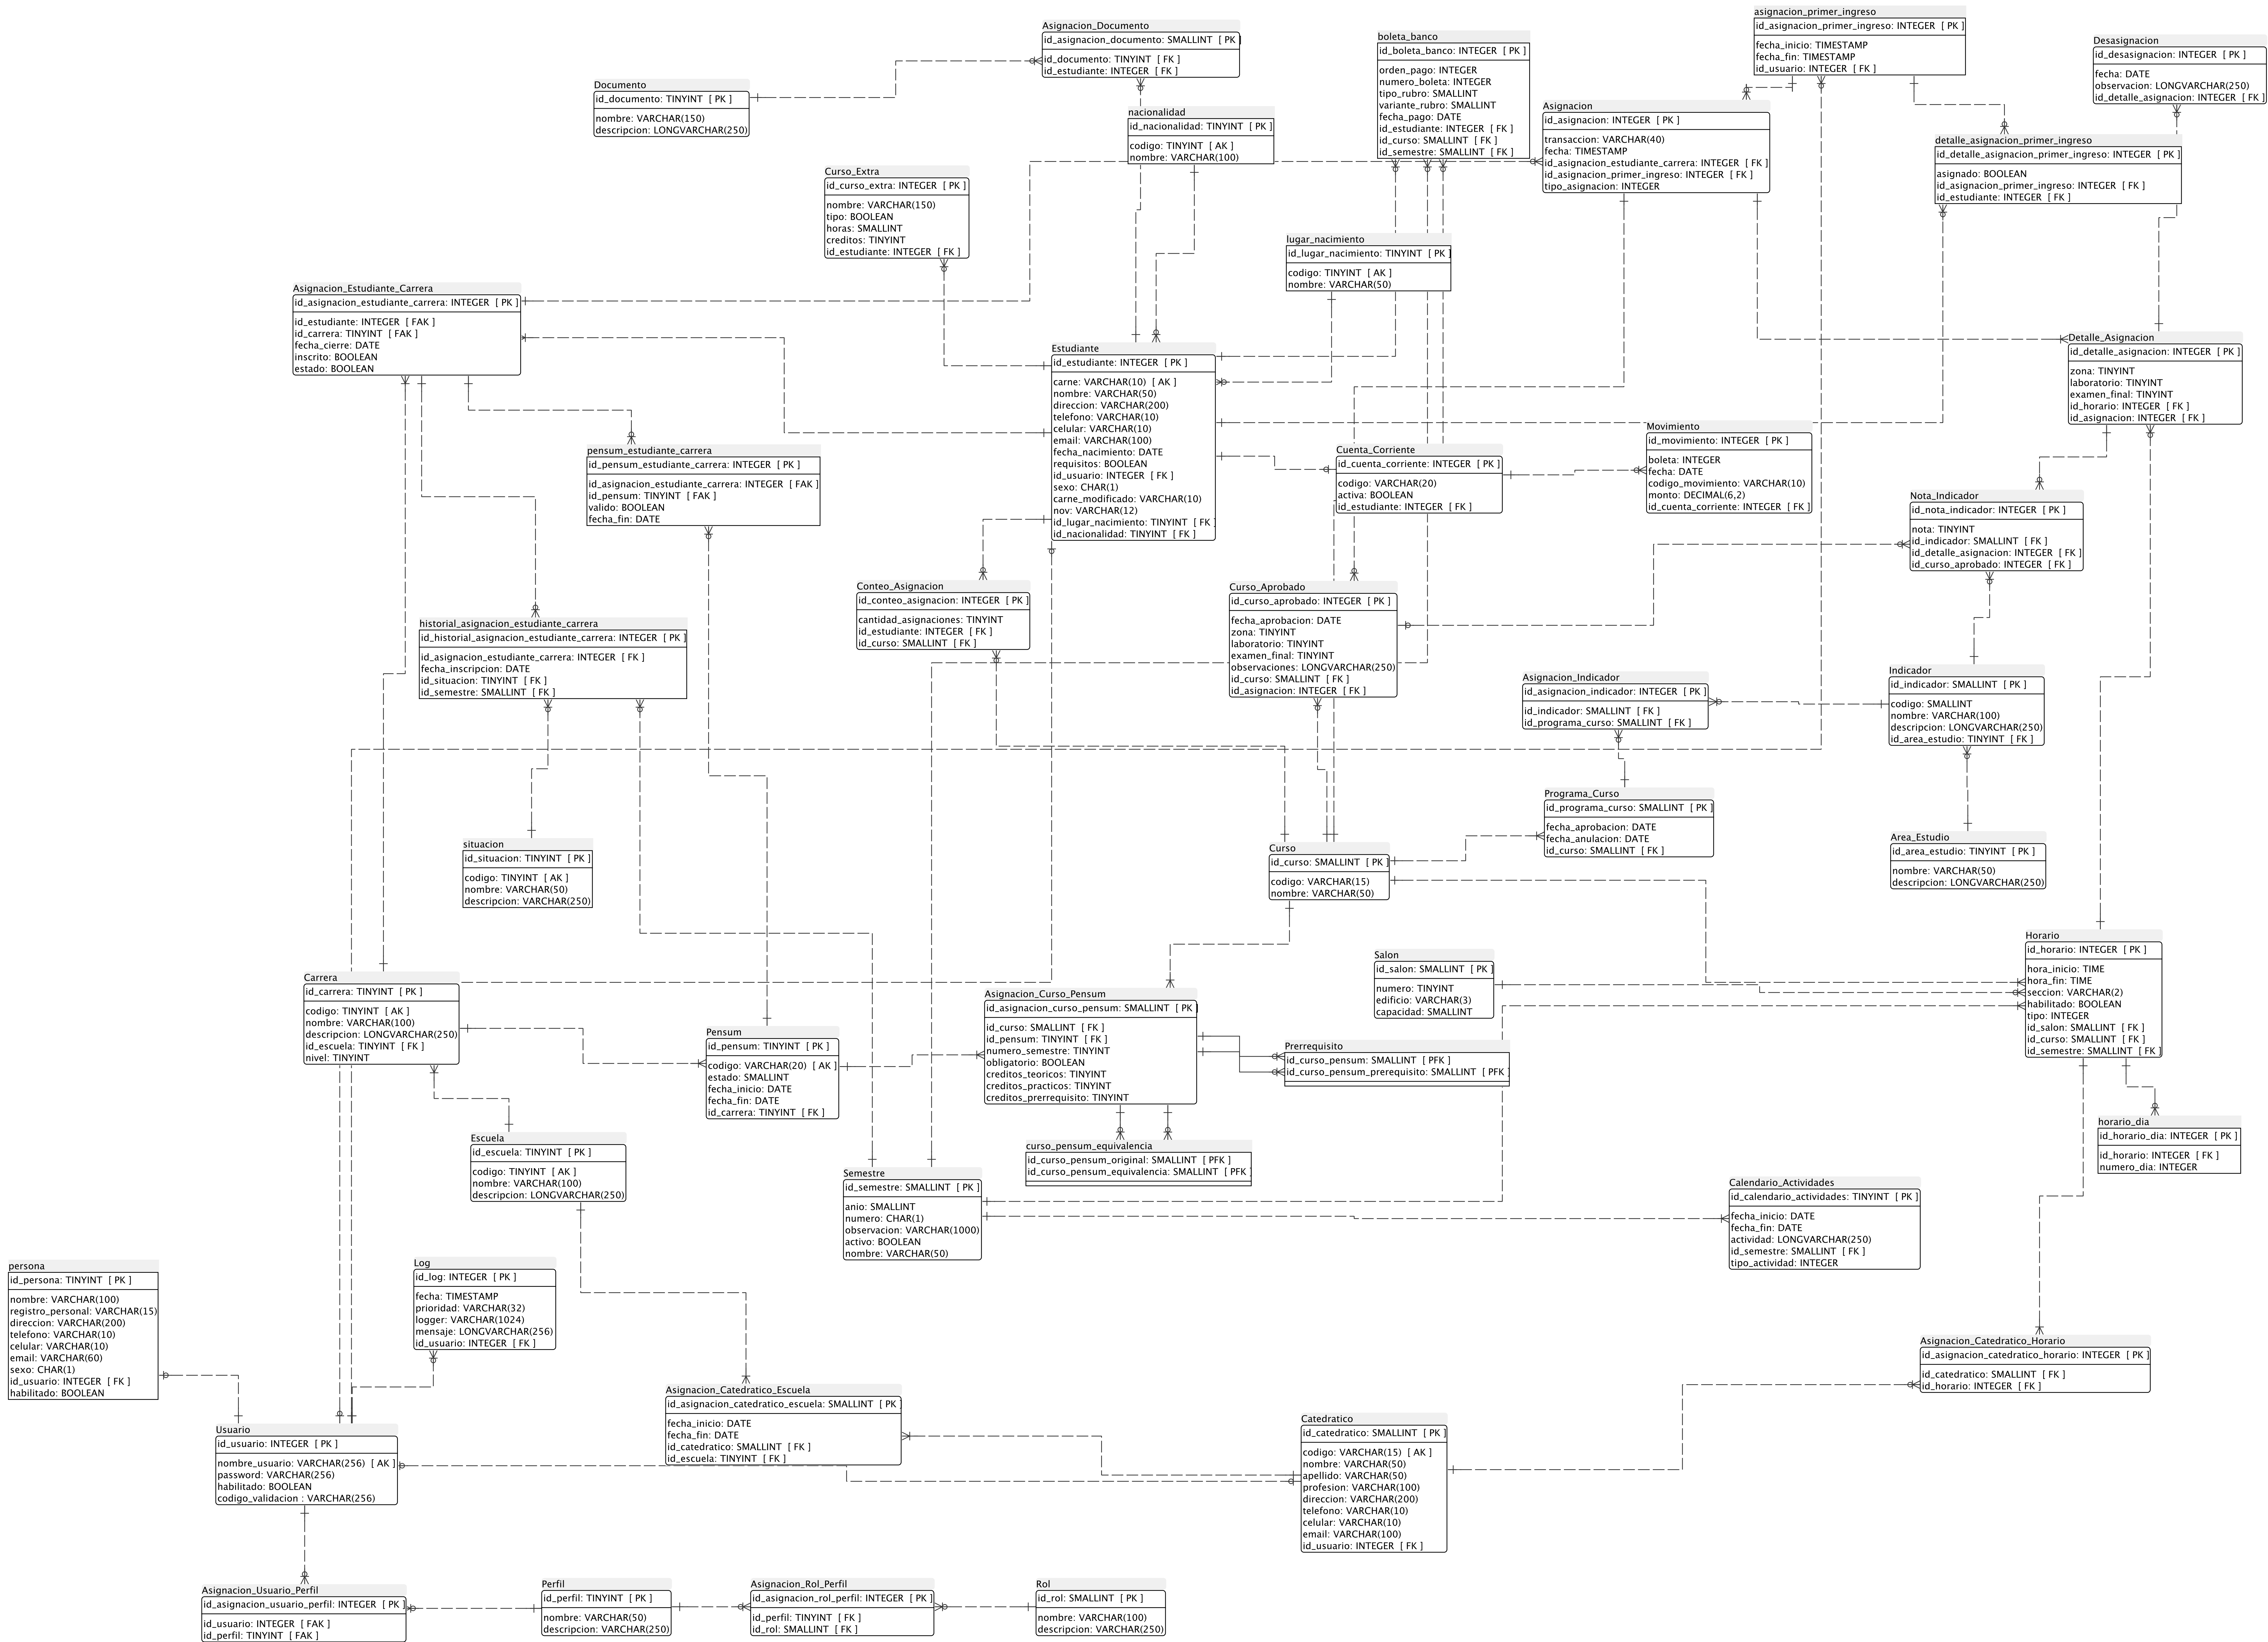 asignacion_primer_ingreso
id_asignacion_primer_ingreso: INTEGER [ PK ]
fecha_inicio: TIMESTAMP
fecha_fin: TIMESTAMP
id_usuario: INTEGER [ FK ]
Asignacion_Documento
id_asignacion_documento: SMALLINT [ PK ]
id_documento: TINYINT [ FK ]
id_estudiante: INTEGER [ FK ]
boleta_banco
id_boleta_banco: INTEGER [ PK ]
orden_pago: INTEGER
numero_boleta: INTEGER
tipo_rubro: SMALLINT
variante_rubro: SMALLINT
fecha_pago: DATE
id_estudiante: INTEGER [ FK ]
id_curso: SMALLINT [ FK ]
id_semestre: SMALLINT [ FK ]
Desasignacion
id_desasignacion: INTEGER [ PK ]
fecha: DATE
observacion: LONGVARCHAR(250)
id_detalle_asignacion: INTEGER [ FK ]
Documento
id_documento: TINYINT [ PK ]
nombre: VARCHAR(150)
descripcion: LONGVARCHAR(250)
nacionalidad
id_nacionalidad: TINYINT [ PK ]
codigo: TINYINT [ AK ]
nombre: VARCHAR(100)
Asignacion
id_asignacion: INTEGER [ PK ]
transaccion: VARCHAR(40)
fecha: TIMESTAMP
id_asignacion_estudiante_carrera: INTEGER [ FK ]
id_asignacion_primer_ingreso: INTEGER [ FK ]
tipo_asignacion: INTEGER
detalle_asignacion_primer_ingreso
id_detalle_asignacion_primer_ingreso: INTEGER [ PK ]
asignado: BOOLEAN
id_asignacion_primer_ingreso: INTEGER [ FK ]
id_estudiante: INTEGER [ FK ]
Curso_Extra
id_curso_extra: INTEGER [ PK ]
nombre: VARCHAR(150)
tipo: BOOLEAN
horas: SMALLINT
creditos: TINYINT
id_estudiante: INTEGER [ FK ]
lugar_nacimiento
id_lugar_nacimiento: TINYINT [ PK ]
codigo: TINYINT [ AK ]
nombre: VARCHAR(50)
Asignacion_Estudiante_Carrera
id_asignacion_estudiante_carrera: INTEGER [ PK ]
id_estudiante: INTEGER [ FAK ]
id_carrera: TINYINT [ FAK ]
fecha_cierre: DATE
inscrito: BOOLEAN
estado: BOOLEAN
Detalle_Asignacion
id_detalle_asignacion: INTEGER [ PK ]
zona: TINYINT
laboratorio: TINYINT
examen_final: TINYINT
id_horario: INTEGER [ FK ]
id_asignacion: INTEGER [ FK ]
Estudiante
id_estudiante: INTEGER [ PK ]
carne: VARCHAR(10) [ AK ]
nombre: VARCHAR(50)
direccion: VARCHAR(200)
telefono: VARCHAR(10)
celular: VARCHAR(10)
email: VARCHAR(100)
fecha_nacimiento: DATE
requisitos: BOOLEAN
id_usuario: INTEGER [ FK ]
sexo: CHAR(1)
carne_modificado: VARCHAR(10)
nov: VARCHAR(12)
id_lugar_nacimiento: TINYINT [ FK ]
id_nacionalidad: TINYINT [ FK ]
Movimiento
id_movimiento: INTEGER [ PK ]
boleta: INTEGER
fecha: DATE
codigo_movimiento: VARCHAR(10)
monto: DECIMAL(6,2)
id_cuenta_corriente: INTEGER [ FK ]
pensum_estudiante_carrera
id_pensum_estudiante_carrera: INTEGER [ PK ]
id_asignacion_estudiante_carrera: INTEGER [ FAK ]
id_pensum: TINYINT [ FAK ]
valido: BOOLEAN
fecha_fin: DATE
Cuenta_Corriente
id_cuenta_corriente: INTEGER [ PK ]
codigo: VARCHAR(20)
activa: BOOLEAN
id_estudiante: INTEGER [ FK ]
Nota_Indicador
id_nota_indicador: INTEGER [ PK ]
nota: TINYINT
id_indicador: SMALLINT [ FK ]
id_detalle_asignacion: INTEGER [ FK ]
id_curso_aprobado: INTEGER [ FK ]
Conteo_Asignacion
id_conteo_asignacion: INTEGER [ PK ]
cantidad_asignaciones: TINYINT
id_estudiante: INTEGER [ FK ]
id_curso: SMALLINT [ FK ]
Curso_Aprobado
id_curso_aprobado: INTEGER [ PK ]
fecha_aprobacion: DATE
zona: TINYINT
laboratorio: TINYINT
examen_final: TINYINT
observaciones: LONGVARCHAR(250)
id_curso: SMALLINT [ FK ]
id_asignacion: INTEGER [ FK ]
historial_asignacion_estudiante_carrera
id_historial_asignacion_estudiante_carrera: INTEGER [ PK ]
id_asignacion_estudiante_carrera: INTEGER [ FK ]
fecha_inscripcion: DATE
id_situacion: TINYINT [ FK ]
id_semestre: SMALLINT [ FK ]
Asignacion_Indicador
id_asignacion_indicador: INTEGER [ PK ]
id_indicador: SMALLINT [ FK ]
id_programa_curso: SMALLINT [ FK ]
Indicador
id_indicador: SMALLINT [ PK ]
codigo: SMALLINT
nombre: VARCHAR(100)
descripcion: LONGVARCHAR(250)
id_area_estudio: TINYINT [ FK ]
Programa_Curso
id_programa_curso: SMALLINT [ PK ]
fecha_aprobacion: DATE
fecha_anulacion: DATE
id_curso: SMALLINT [ FK ]
situacion
id_situacion: TINYINT [ PK ]
codigo: TINYINT [ AK ]
nombre: VARCHAR(50)
descripcion: VARCHAR(250)
Curso
id_curso: SMALLINT [ PK ]
codigo: VARCHAR(15)
nombre: VARCHAR(50)
Area_Estudio
id_area_estudio: TINYINT [ PK ]
nombre: VARCHAR(50)
descripcion: LONGVARCHAR(250)
Horario
id_horario: INTEGER [ PK ]
hora_inicio: TIME
hora_fin: TIME
seccion: VARCHAR(2)
habilitado: BOOLEAN
tipo: INTEGER
id_salon: SMALLINT [ FK ]
id_curso: SMALLINT [ FK ]
id_semestre: SMALLINT [ FK ]
Salon
id_salon: SMALLINT [ PK ]
numero: TINYINT
edificio: VARCHAR(3)
capacidad: SMALLINT
Carrera
id_carrera: TINYINT [ PK ]
codigo: TINYINT [ AK ]
nombre: VARCHAR(100)
descripcion: LONGVARCHAR(250)
id_escuela: TINYINT [ FK ]
nivel: TINYINT
Asignacion_Curso_Pensum
id_asignacion_curso_pensum: SMALLINT [ PK ]
id_curso: SMALLINT [ FK ]
id_pensum: TINYINT [ FK ]
numero_semestre: TINYINT
obligatorio: BOOLEAN
creditos_teoricos: TINYINT
creditos_practicos: TINYINT
creditos_prerrequisito: TINYINT
Pensum
id_pensum: TINYINT [ PK ]
codigo: VARCHAR(20) [ AK ]
estado: SMALLINT
fecha_inicio: DATE
fecha_fin: DATE
id_carrera: TINYINT [ FK ]
Prerrequisito
id_curso_pensum: SMALLINT [ PFK ]
id_curso_pensum_prerequisito: SMALLINT [ PFK ]
horario_dia
id_horario_dia: INTEGER [ PK ]
id_horario: INTEGER [ FK ]
numero_dia: INTEGER
Escuela
id_escuela: TINYINT [ PK ]
codigo: TINYINT [ AK ]
nombre: VARCHAR(100)
descripcion: LONGVARCHAR(250)
curso_pensum_equivalencia
id_curso_pensum_original: SMALLINT [ PFK ]
id_curso_pensum_equivalencia: SMALLINT [ PFK ]
Semestre
id_semestre: SMALLINT [ PK ]
anio: SMALLINT
numero: CHAR(1)
observacion: VARCHAR(1000)
activo: BOOLEAN
nombre: VARCHAR(50)
Calendario_Actividades
id_calendario_actividades: TINYINT [ PK ]
fecha_inicio: DATE
fecha_fin: DATE
actividad: LONGVARCHAR(250)
id_semestre: SMALLINT [ FK ]
tipo_actividad: INTEGER
persona
id_persona: TINYINT [ PK ]
nombre: VARCHAR(100)
registro_personal: VARCHAR(15)
direccion: VARCHAR(200)
telefono: VARCHAR(10)
celular: VARCHAR(10)
email: VARCHAR(60)
sexo: CHAR(1)
id_usuario: INTEGER [ FK ]
habilitado: BOOLEAN
Log
id_log: INTEGER [ PK ]
fecha: TIMESTAMP
prioridad: VARCHAR(32)
logger: VARCHAR(1024)
mensaje: LONGVARCHAR(256)
id_usuario: INTEGER [ FK ]
Asignacion_Catedratico_Horario
id_asignacion_catedratico_horario: INTEGER [ PK ]
id_catedratico: SMALLINT [ FK ]
id_horario: INTEGER [ FK ]
Asignacion_Catedratico_Escuela
id_asignacion_catedratico_escuela: SMALLINT [ PK ]
fecha_inicio: DATE
fecha_fin: DATE
id_catedratico: SMALLINT [ FK ]
id_escuela: TINYINT [ FK ]
Catedratico
id_catedratico: SMALLINT [ PK ]
codigo: VARCHAR(15) [ AK ]
nombre: VARCHAR(50)
apellido: VARCHAR(50)
profesion: VARCHAR(100)
direccion: VARCHAR(200)
telefono: VARCHAR(10)
celular: VARCHAR(10)
email: VARCHAR(100)
id_usuario: INTEGER [ FK ]
Usuario
id_usuario: INTEGER [ PK ]
nombre_usuario: VARCHAR(256) [ AK ]
password: VARCHAR(256)
habilitado: BOOLEAN
codigo_validacion : VARCHAR(256)
Asignacion_Usuario_Perfil
id_asignacion_usuario_perfil: INTEGER [ PK ]
id_usuario: INTEGER [ FAK ]
id_perfil: TINYINT [ FAK ]
Perfil
id_perfil: TINYINT [ PK ]
nombre: VARCHAR(50)
descripcion: VARCHAR(250)
Asignacion_Rol_Perfil
id_asignacion_rol_perfil: INTEGER [ PK ]
id_perfil: TINYINT [ FK ]
id_rol: SMALLINT [ FK ]
Rol
id_rol: SMALLINT [ PK ]
nombre: VARCHAR(100)
descripcion: VARCHAR(250)